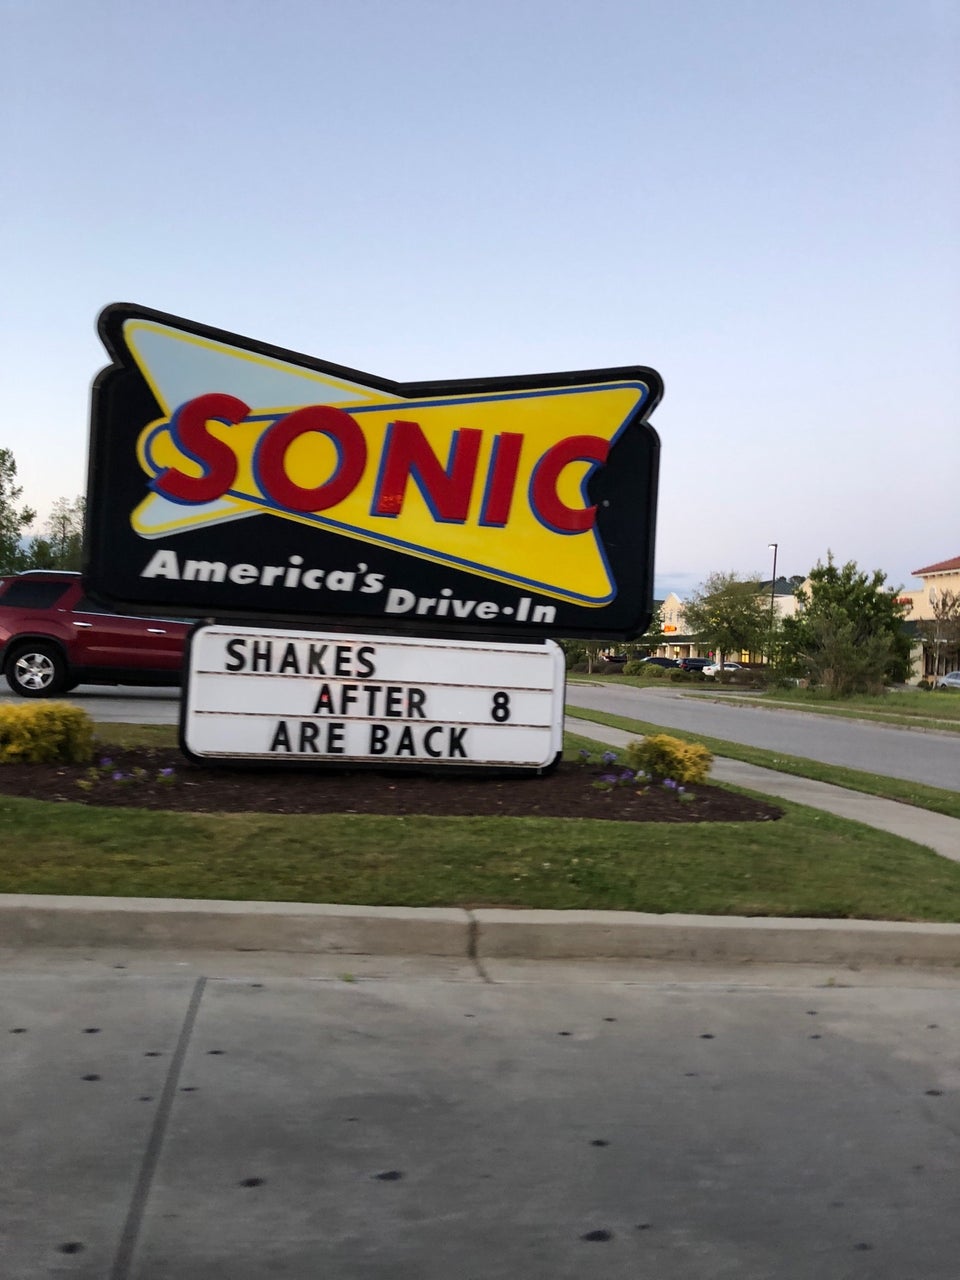 SONIC
America's
Drive-In
SHAKES
AFTER 8
ARE BACK